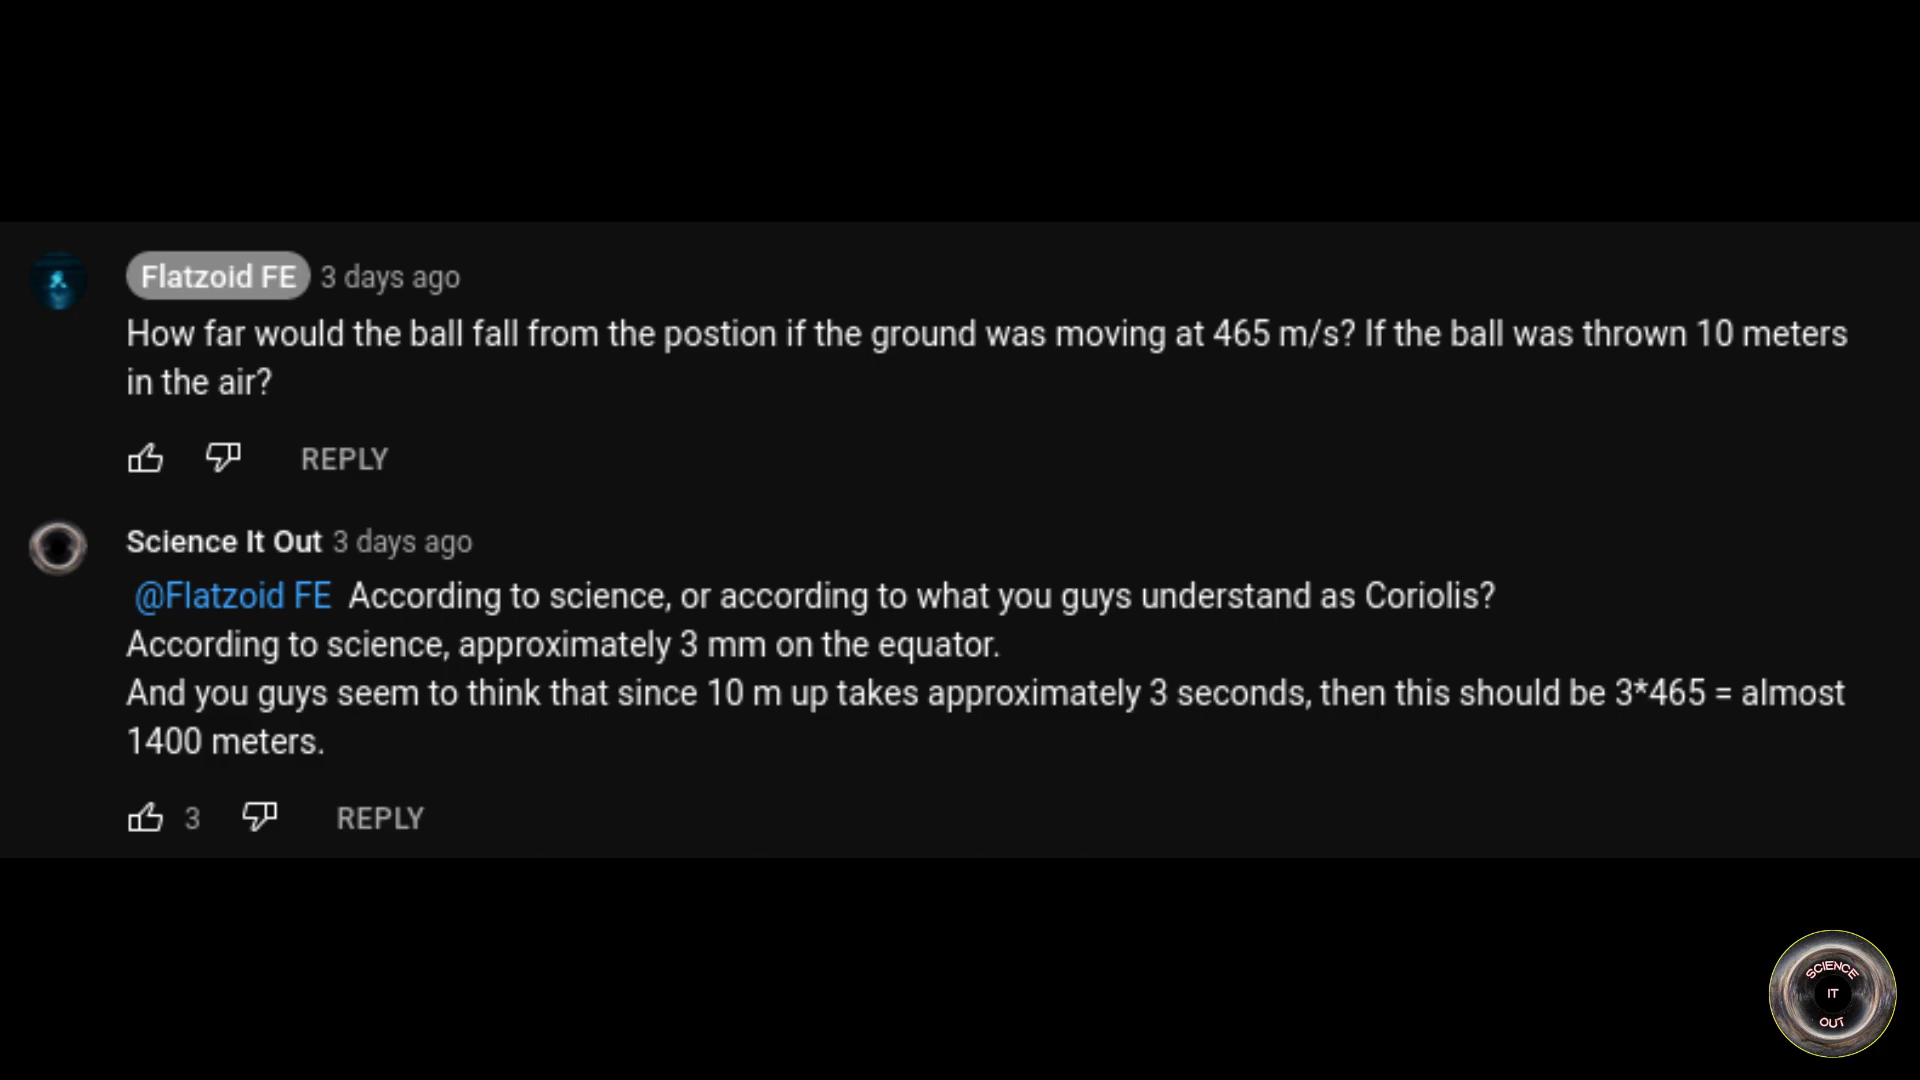 Flatzoid FE 3 days ago
How far would the ball fall from the postion if the ground was moving at 465 m/s? If the ball was thrown 10 meters
in the air?
REPLY
Science It Out 3 days ago
@Flatzoid FE According to science, or according to what you guys understand as Coriolis?
According to science, approximately 3 mm on the equator.
And you guys seem to think that since 10 m up takes approximately 3 seconds, then this should be 3*465 = almost
1400 meters.
3 REPLY
SCIENCE
IT
OUT